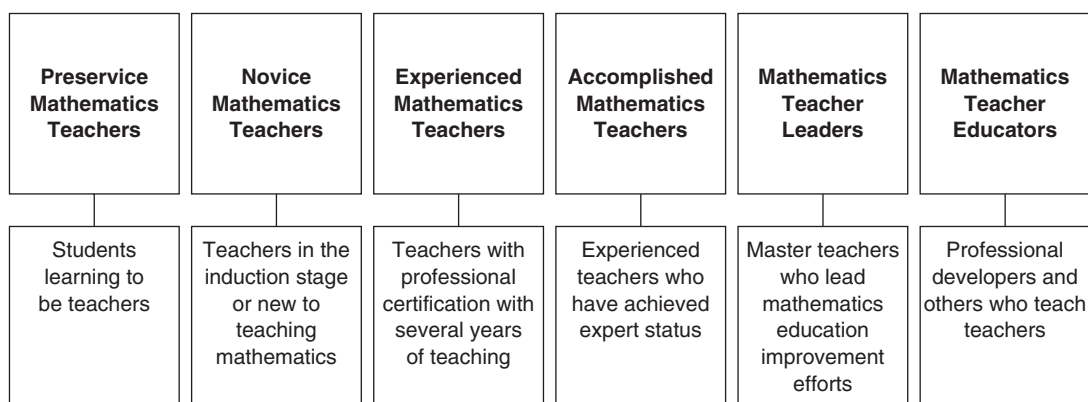 Preservice
Mathematics
Teachers
Novice
Mathematics
Teachers
Experienced
Mathematics
Teachers
Accomplished
Mathematics
Teachers
Mathematics
Teacher
Leaders
Mathematics
Teacher
Educators
Students
learning to
be teachers
Teachers in the
induction stage
or new to
teaching
mathematics
Teachers with
professional
certification with
several years
of teaching
Experienced
teachers who
have achieved
expert status
Master teachers
who lead
mathematics
education
improvement
efforts
Professional
developers and
others who teach
teachers